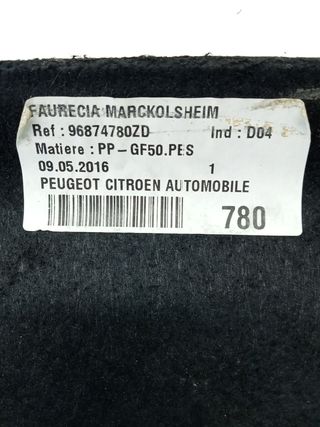 FAURECIA MARCKOLSHEIM
Ref : 96874780ZD Ind : D04
Matiere : PP-GF50.PES
09.05.2016 1
PEUGEOT CITROEN AUTOMOBILE
780